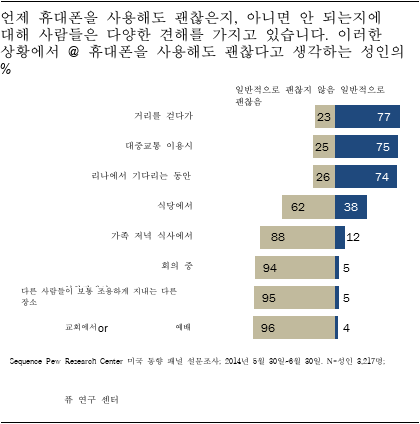 언제 휴대폰을 사용해도 괜찮은지, 아니면 안 되는지에
대해 사람들은 다양한 견해를 가지고 있습니다. 이러한
상황에서 @ 휴대폰을 사용해도 괜찮다고 생각하는 성인의
%
일반적으로 괜찮지 않음 일반적으로
괜찮음
거리를 걷다가 23 77
대중교통 이용시 25 75
리나에서 기다리는 동안 26 74
식당에서 62 38
가족 저녁 식사에서 88 12
회의 중 94 5
다른 사람들이 보통 조용하게 지내는 다른
장소 95 5
교회에서or 예배 96 4
Sequence Pew Research Center 미국 동향 패널 설문조사; 2014년 5월 30일-6월 30일. N=성인 3,217명;
퓨 연구 센터